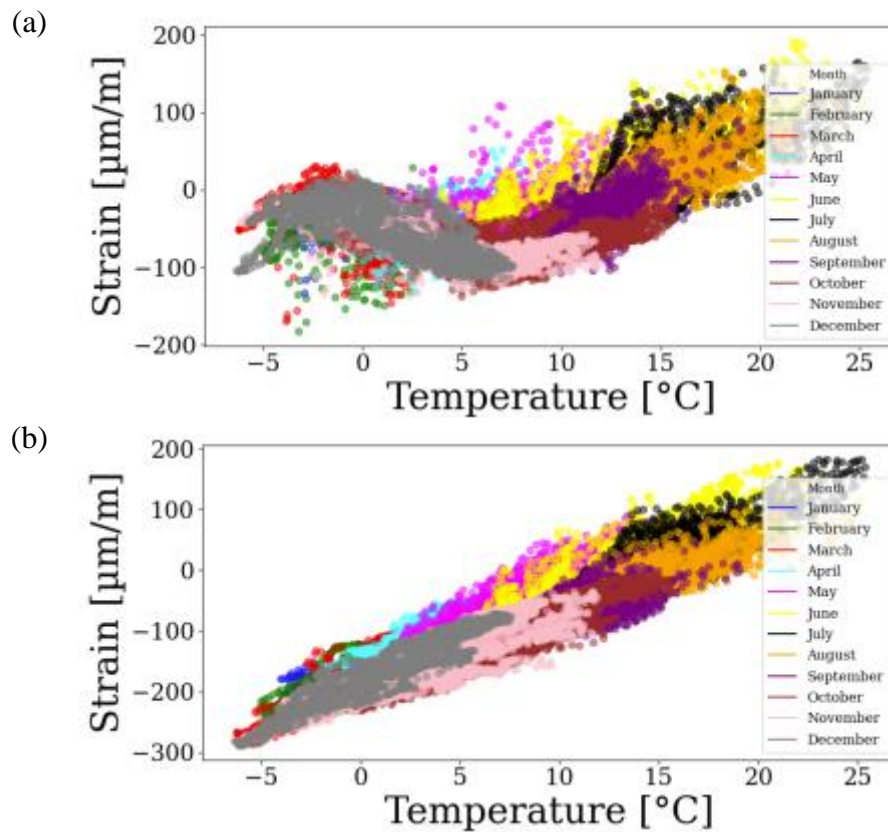 (a)
200
100
0
−100
−200
Strain [µm/m]
−5
0
5
10
15
20
25
Temperature [°C]
Month
January
February
March
April
May
June
July
August
September
October
November
December
(b)
200
100
0
−100
−200
−300
Strain [µm/m]
−5
0
5
10
15
20
25
Temperature [°C]
Month
January
February
March
April
May
June
July
August
September
October
November
December